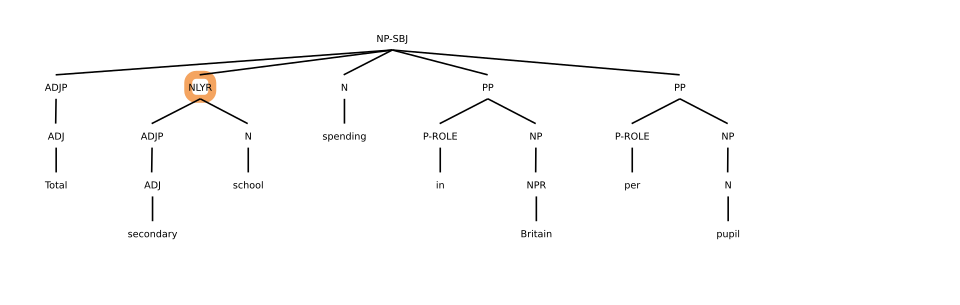 NP-SBJ
ADJP NLYR N PP PP
ADJ ADJP N spending P-ROLE NP P-ROLE NP
Total ADJ school in NPR per N
secondary Britain pupil